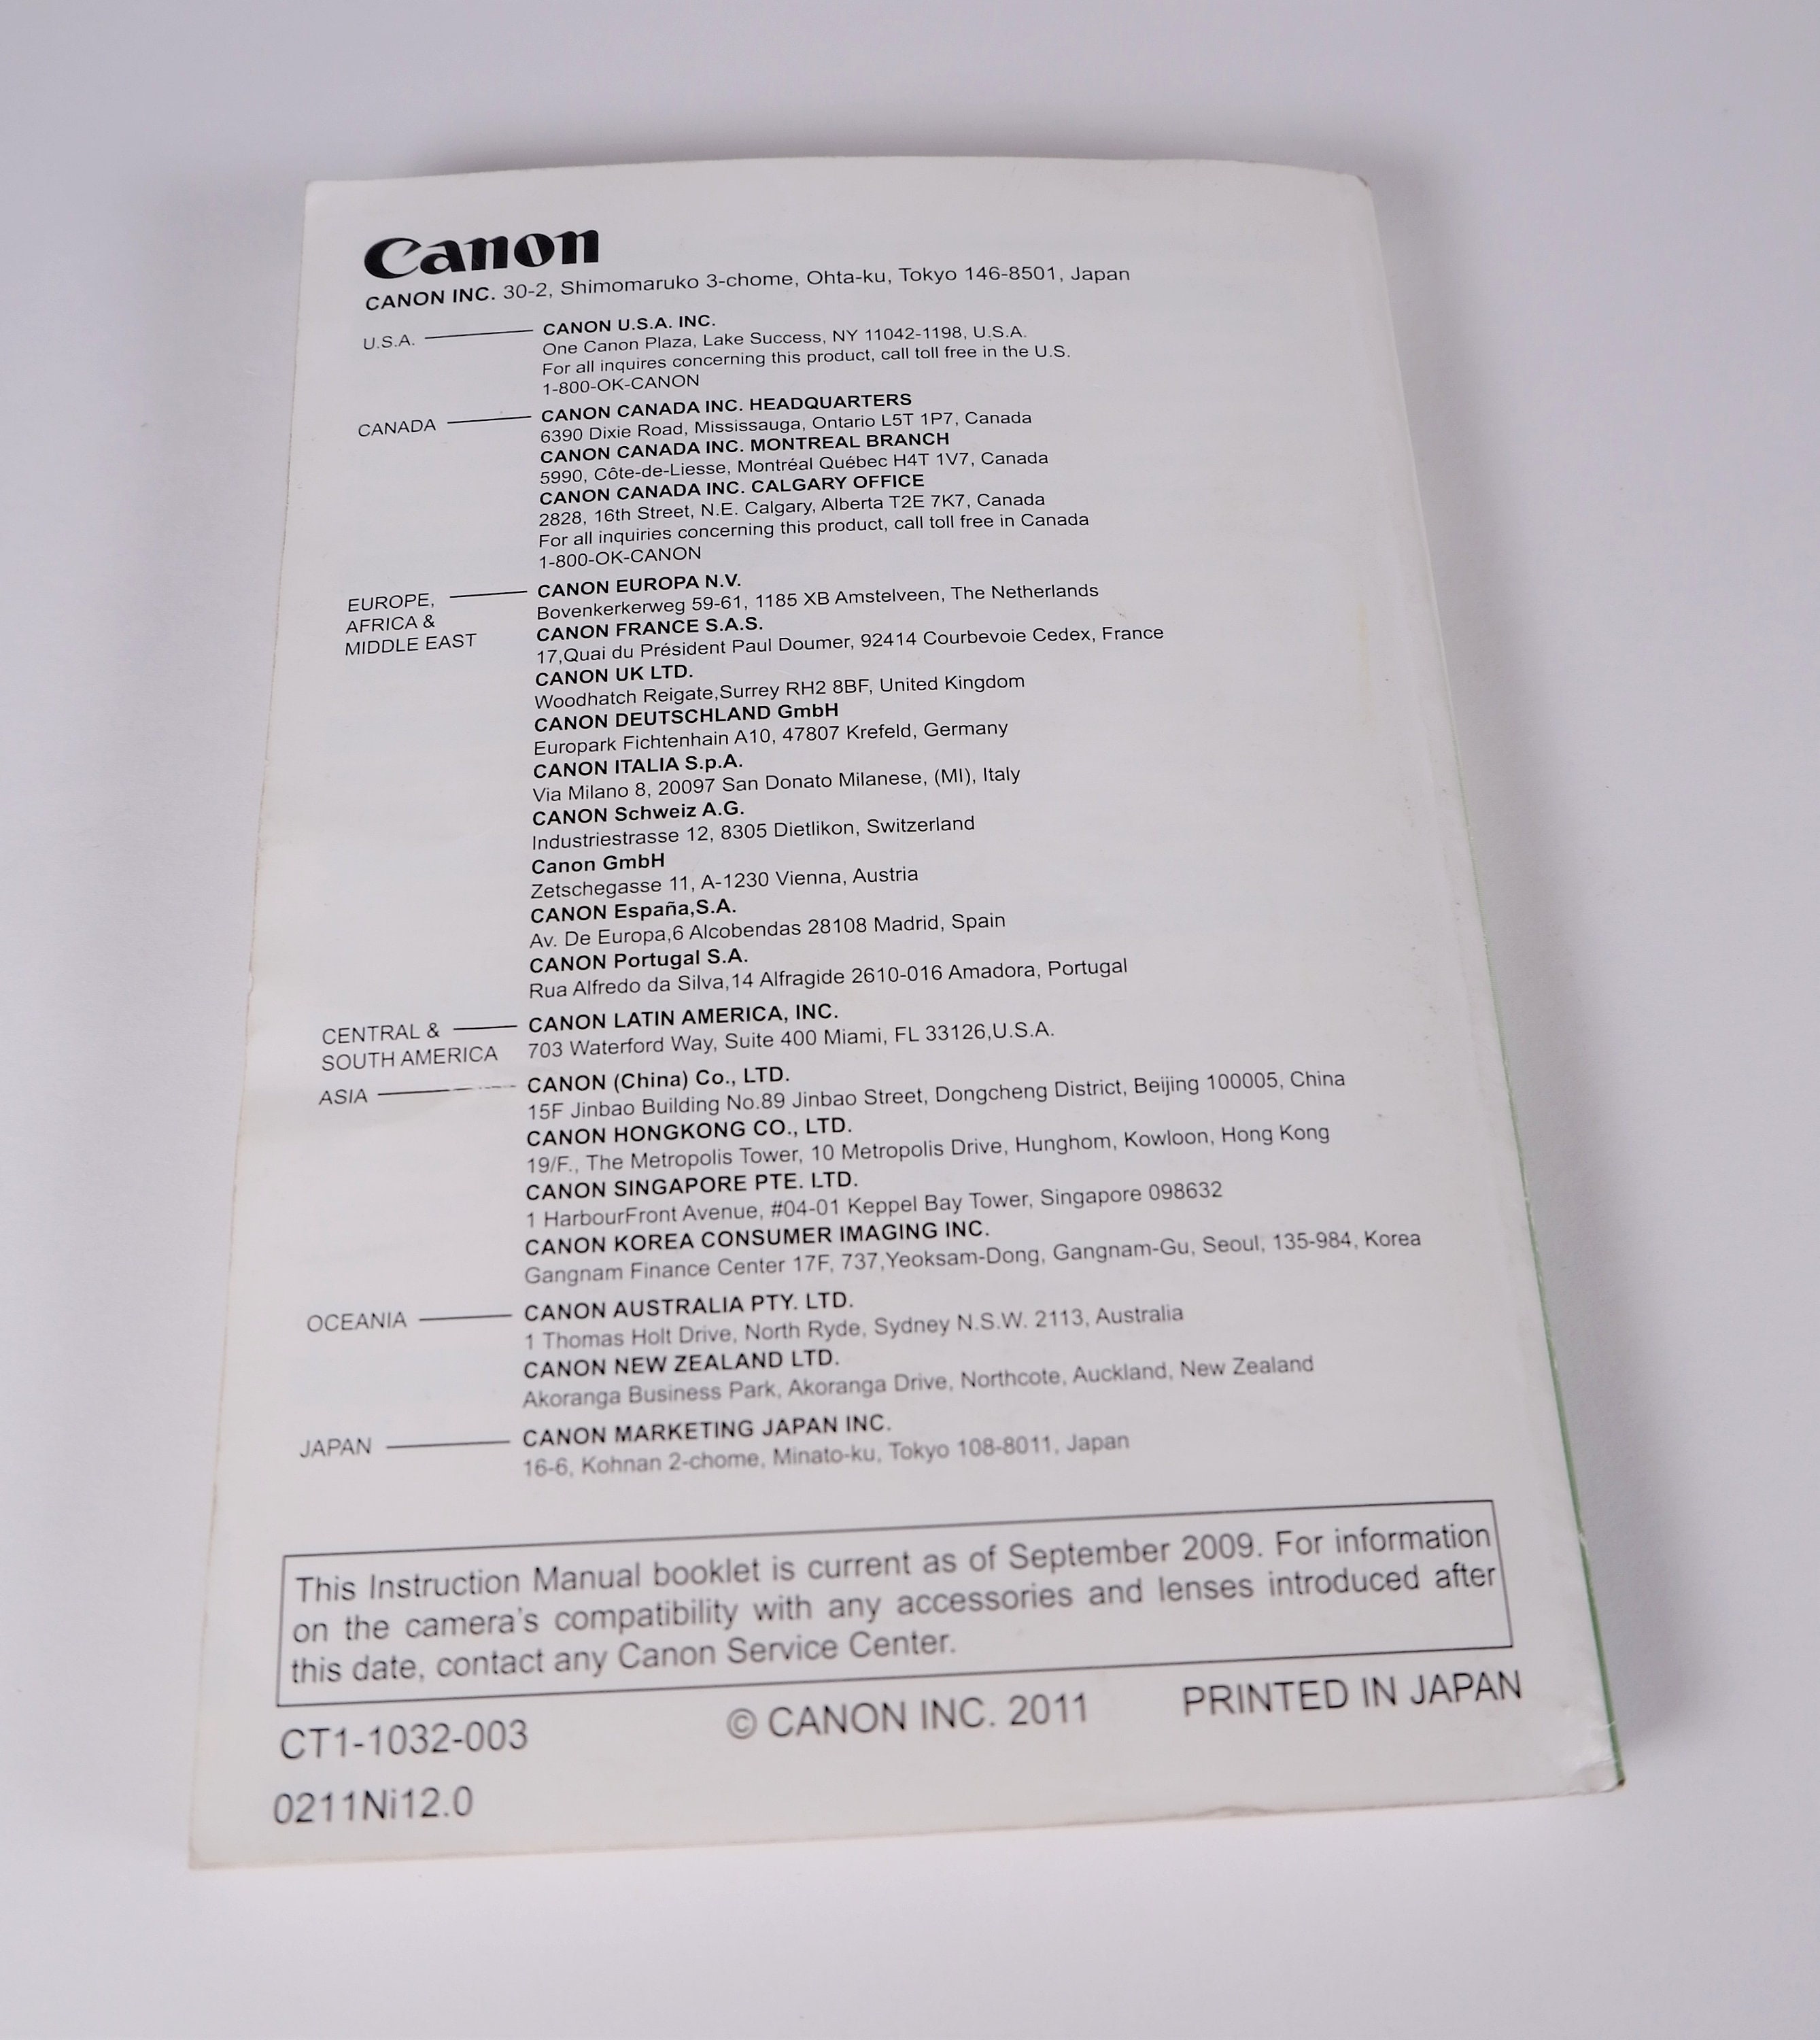 Canon
CANON INC. 30-2, Shimomaruko 3-chome, Ohta-ku, Tokyo 146-8501, Japan
U.S.A. CANON U.S.A. INC.
One Canon Plaza, Lake Success, NY 11042-1198, U.S.A.
For all inquires concerning this product, call toll free in the U.S.
1-800-OK-CANON
CANADA CANON CANADA INC. HEADQUARTERS
6390 Dixie Road, Mississauga, Ontario L5T 1P7, Canada
CANON CANADA INC. MONTREAL BRANCH
5990, Côte-de-Liesse, Montréal Québec H4T 1V7, Canada
CANON CANADA INC. CALGARY OFFICE
2828, 16th Street, N.E. Calgary, Alberta T2E 7K7, Canada
For all inquiries concerning this product, call toll free in Canada
1-800-OK-CANON
EUROPE,
AFRICA &
MIDDLE EAST
CANON EUROPA N.V.
Bovenkerkerweg 59-61, 1185 XB Amstelveen, The Netherlands
CANON FRANCE S.A.S.
17,Quai du Président Paul Doumer, 92414 Courbevoie Cedex, France
CANON UK LTD.
Woodhatch Reigate,Surrey RH2 8BF, United Kingdom
CANON DEUTSCHLAND GmbH
Europark Fichtenhain A10, 47807 Krefeld, Germany
CANON ITALIA S.p.A.
Via Milano 8, 20097 San Donato Milanese, (MI), Italy
CANON Schweiz A.G.
Industriestrasse 12, 8305 Dietlikon, Switzerland
Canon GmbH
Zetschegasse 11, A-1230 Vienna, Austria
CANON España,S.A.
Av. De Europa,6 Alcobendas 28108 Madrid, Spain
CANON Portugal S.A.
Rua Alfredo da Silva,14 Alfragide 2610-016 Amadora, Portugal
CENTRAL &
SOUTH AMERICA
CANON LATIN AMERICA, INC.
703 Waterford Way, Suite 400 Miami, FL 33126,U.S.A.
ASIA CANON (China) Co., LTD.
15F Jinbao Building No.89 Jinbao Street, Dongcheng District, Beijing 100005, China
CANON HONGKONG CO., LTD.
19/F., The Metropolis Tower, 10 Metropolis Drive, Hunghom, Kowloon, Hong Kong
CANON SINGAPORE PTE. LTD.
1 HarbourFront Avenue, #04-01 Keppel Bay Tower, Singapore 098632
CANON KOREA CONSUMER IMAGING INC.
Gangnam Finance Center 17F, 737,Yeoksam-Dong, Gangnam-Gu, Seoul, 135-984, Korea
OCEANIA CANON AUSTRALIA PTY. LTD.
1 Thomas Holt Drive, North Ryde, Sydney N.S.W. 2113, Australia
CANON NEW ZEALAND LTD.
Akoranga Business Park, Akoranga Drive, Northcote, Auckland, New Zealand
JAPAN CANON MARKETING JAPAN INC.
16-6, Kohnan 2-chome, Minato-ku, Tokyo 108-8011, Japan
This Instruction Manual booklet is current as of September 2009. For information
on the camera's compatibility with any accessories and lenses introduced after
this date, contact any Canon Service Center.
CT1-1032-003 © CANON INC. 2011 PRINTED IN JAPAN
0211Ni12.0